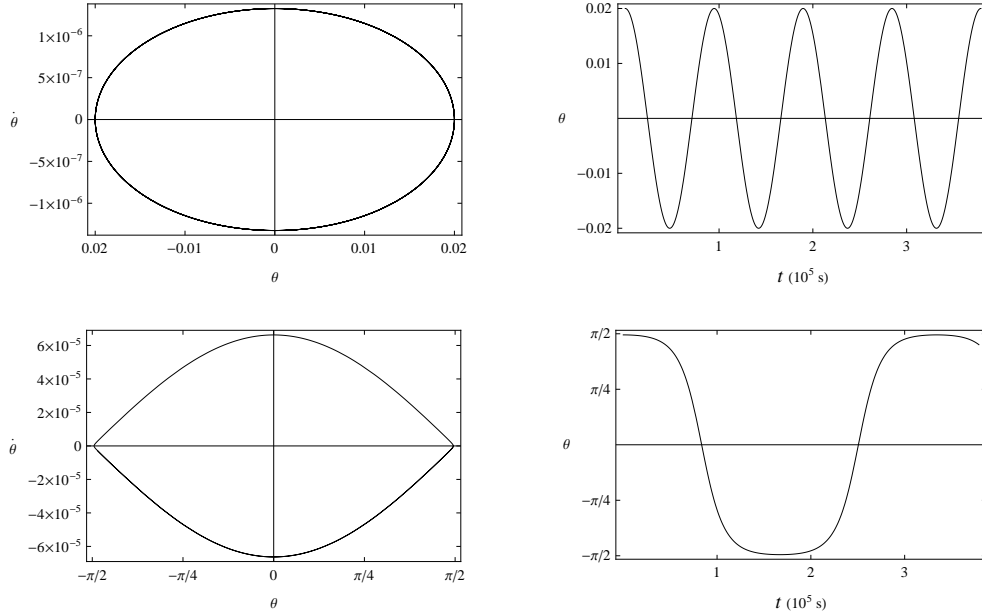 1×10⁻⁶
5×10⁻⁷
θ̇ 0
−5×10⁻⁷
−1×10⁻⁶
0.02 −0.01 0 0.01 0.02
θ
0.02
0.01
θ
−0.01
−0.02
1 2 3
t (10⁵ s)
6×10⁻⁵
4×10⁻⁵
2×10⁻⁵
θ̇ 0
−2×10⁻⁵
−4×10⁻⁵
−6×10⁻⁵
−π/2 −π/4 0 π/4 π/2
θ
π/2
π/4
θ
−π/4
−π/2
1 2 3
t (10⁵ s)